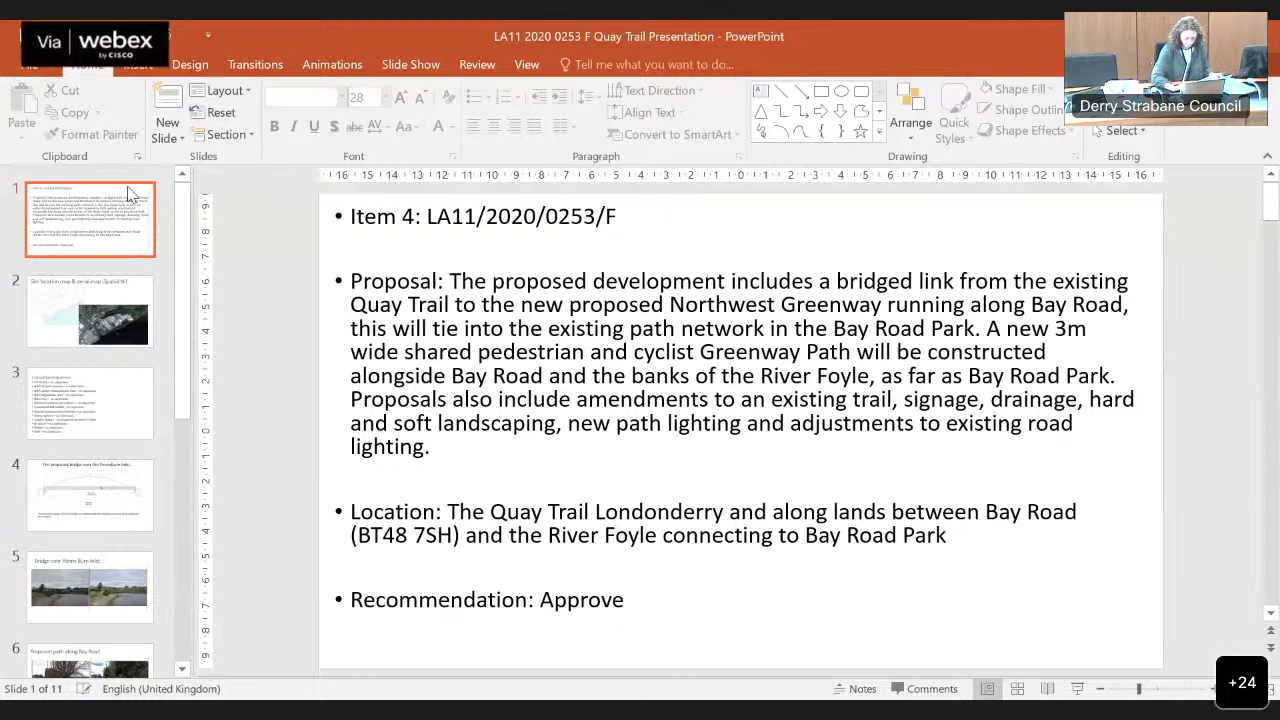 Via webex
by CISCO
LA11 2020 0253 F Quay Trail Presentation - PowerPoint
Design Transitions Animations Slide Show Review View Tell me what you want to do...
Cut
Copy
Format Painter
Paste
Clipboard
New
Slide
Layout
Reset
Section
Slides
28
Font
Text Direction
Align Text
Convert to SmartArt
Paragraph
Arrange
Quick
Styles
Shape Fill
Shape Effects
Drawing
Select
Editing
Derry Strabane Council
1
2
Site location map & aerial map (Spatial NI)
3
4
5
6
Proposed path along Bay Road
• Item 4: LA11/2020/0253/F
• Proposal: The proposed development includes a bridged link from the existing
Quay Trail to the new proposed Northwest Greenway running along Bay Road,
this will tie into the existing path network in the Bay Road Park. A new 3m
wide shared pedestrian and cyclist Greenway Path will be constructed
alongside Bay Road and the banks of the River Foyle, as far as Bay Road Park.
Proposals also include amendments to an existing trail, signage, drainage, hard
and soft landscaping, new path lighting and adjustments to existing road
lighting.
• Location: The Quay Trail Londonderry and along lands between Bay Road
(BT48 7SH) and the River Foyle connecting to Bay Road Park
• Recommendation: Approve
Slide 1 of 11 English (United Kingdom) Notes Comments
+24